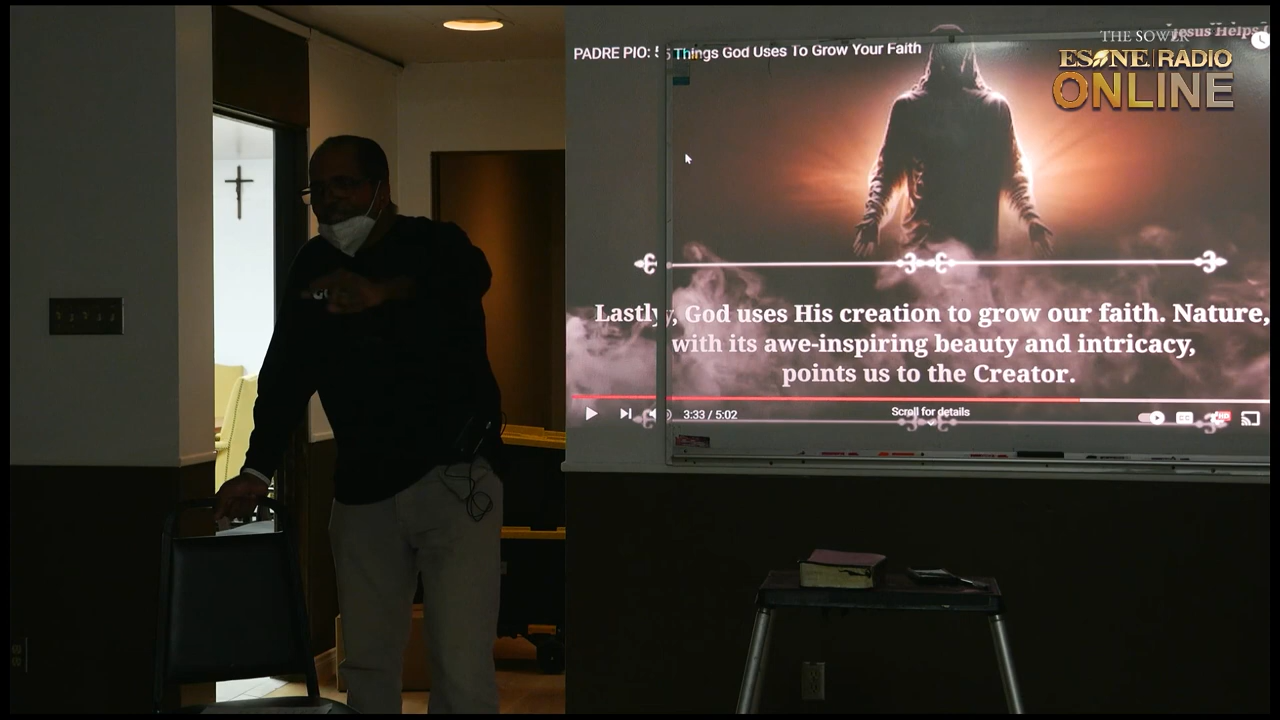 PADRE PIO: 5 Things God Uses To Grow Your Faith
Jesus Helps
THE SOWER
ESONE RADIO
ONLINE
Lastly, God uses His creation to grow our faith. Nature,
with its awe-inspiring beauty and intricacy,
points us to the Creator.
3:33 / 5:02
Scroll for details
CC
HD